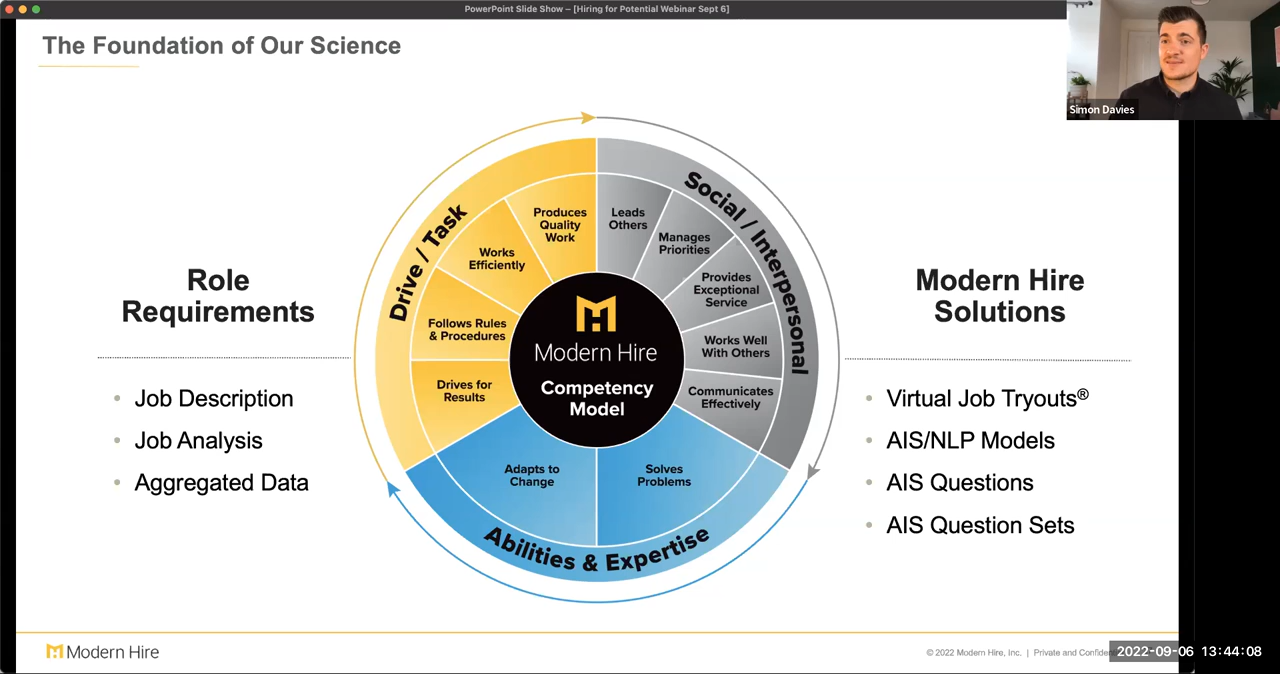 PowerPoint Slide Show – [Hiring for Potential Webinar Sept 6]
The Foundation of Our Science
Simon Davies
Role
Requirements
• Job Description
• Job Analysis
• Aggregated Data
Drive / Task
Produces
Quality
Work
Works
Efficiently
Follows Rules
& Procedures
Drives for
Results
Social / Interpersonal
Leads
Others
Manages
Priorities
Provides
Exceptional
Service
Works Well
With Others
Communicates
Effectively
Modern Hire
Competency
Model
Adapts to
Change
Solves
Problems
Abilities & Expertise
Modern Hire
Solutions
• Virtual Job Tryouts®
• AIS/NLP Models
• AIS Questions
• AIS Question Sets
Modern Hire
© 2022 Modern Hire, Inc. | Private and
2022-09-06 13:44:08